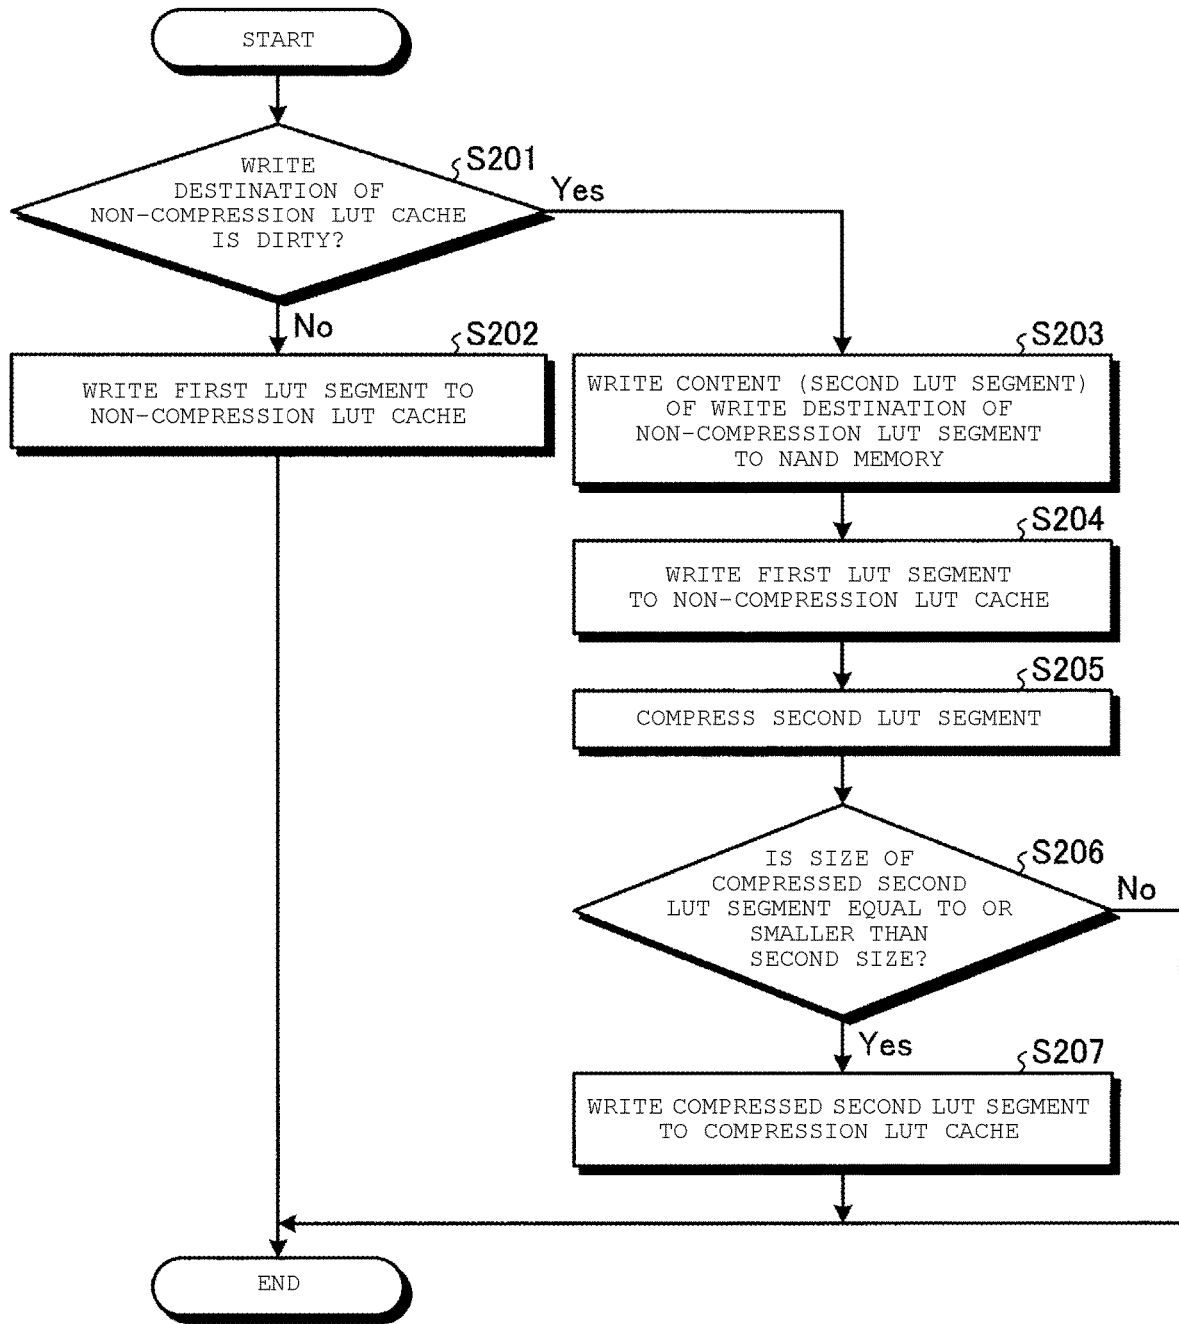 START
S201
WRITE
DESTINATION OF
NON-COMPRESSION LUT CACHE
IS DIRTY?
Yes
No
S202
WRITE FIRST LUT SEGMENT TO
NON-COMPRESSION LUT CACHE
S203
WRITE CONTENT (SECOND LUT SEGMENT)
OF WRITE DESTINATION OF
NON-COMPRESSION LUT SEGMENT
TO NAND MEMORY
S204
WRITE FIRST LUT SEGMENT
TO NON-COMPRESSION LUT CACHE
S205
COMPRESS SECOND LUT SEGMENT
S206
IS SIZE OF
COMPRESSED SECOND
LUT SEGMENT EQUAL TO OR
SMALLER THAN
SECOND SIZE?
No
Yes
S207
WRITE COMPRESSED SECOND LUT SEGMENT
TO COMPRESSION LUT CACHE
END